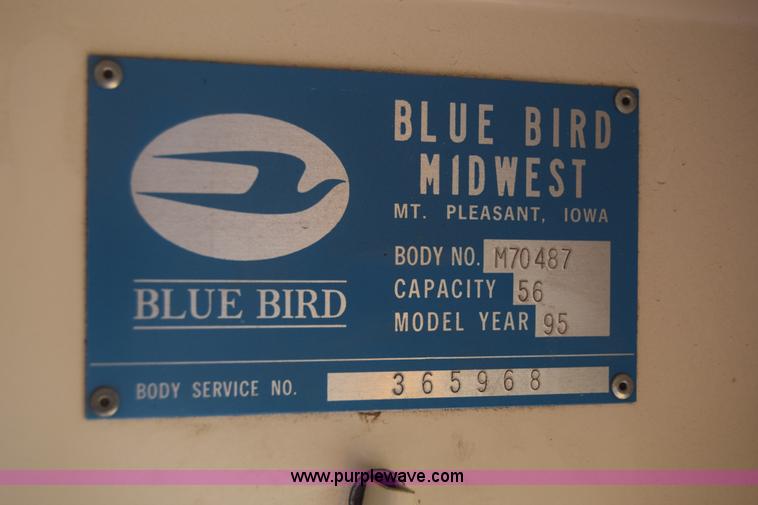 BLUE BIRD
BLUE BIRD
MIDWEST
MT. PLEASANT, IOWA
BODY NO. M70487
CAPACITY 56
MODEL YEAR 95
BODY SERVICE NO. 365968
www.purplewave.com